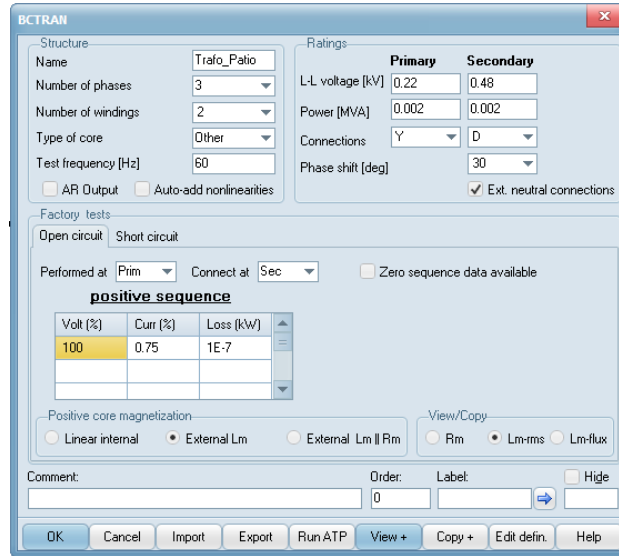 BCTRAN
Structure
Name Trafo_Patio
Number of phases 3
Number of windings 2
Type of core Other
Test frequency [Hz] 60
AR Output Auto-add nonlinearities
Ratings
Primary Secondary
L-L voltage [kV] 0.22 0.48
Power [MVA] 0.002 0.002
Connections Y D
Phase shift [deg] 30
Ext. neutral connections
Factory tests
Open circuit Short circuit
Performed at Prim Connect at Sec Zero sequence data available
positive sequence
Volt (%) Curr (%) Loss (kW)
100 0.75 1E-7
Positive core magnetization
Linear internal External Lm External Lm || Rm
View/Copy
Rm Lm-rms Lm-flux
Comment: Order: Label: Hide
0
OK Cancel Import Export Run ATP View + Copy + Edit defin. Help